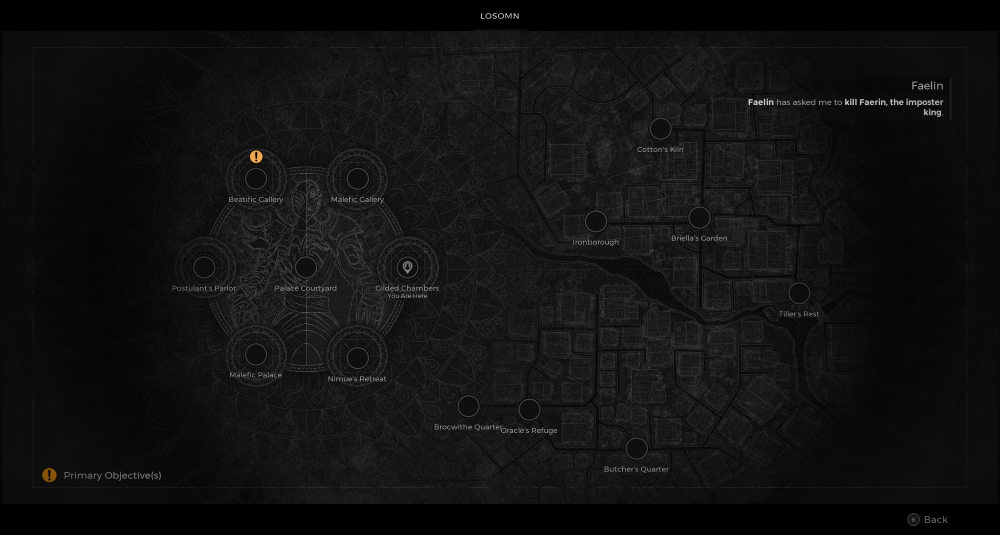 LOSOMN
Faelin
Faelin has asked me to kill Faerin, the imposter
king.
Cotton's Kiln
Beatific Gallery
Malefic Gallery
Ironborough
Briella's Garden
Postulant's Parlor
Palace Courtyard
Gilded Chambers
You Are Here
Tiller's Rest
Malefic Palace
Nimue's Retreat
Brocwithe Quarter
Oracle's Refuge
Butcher's Quarter
! Primary Objective(s)
B Back